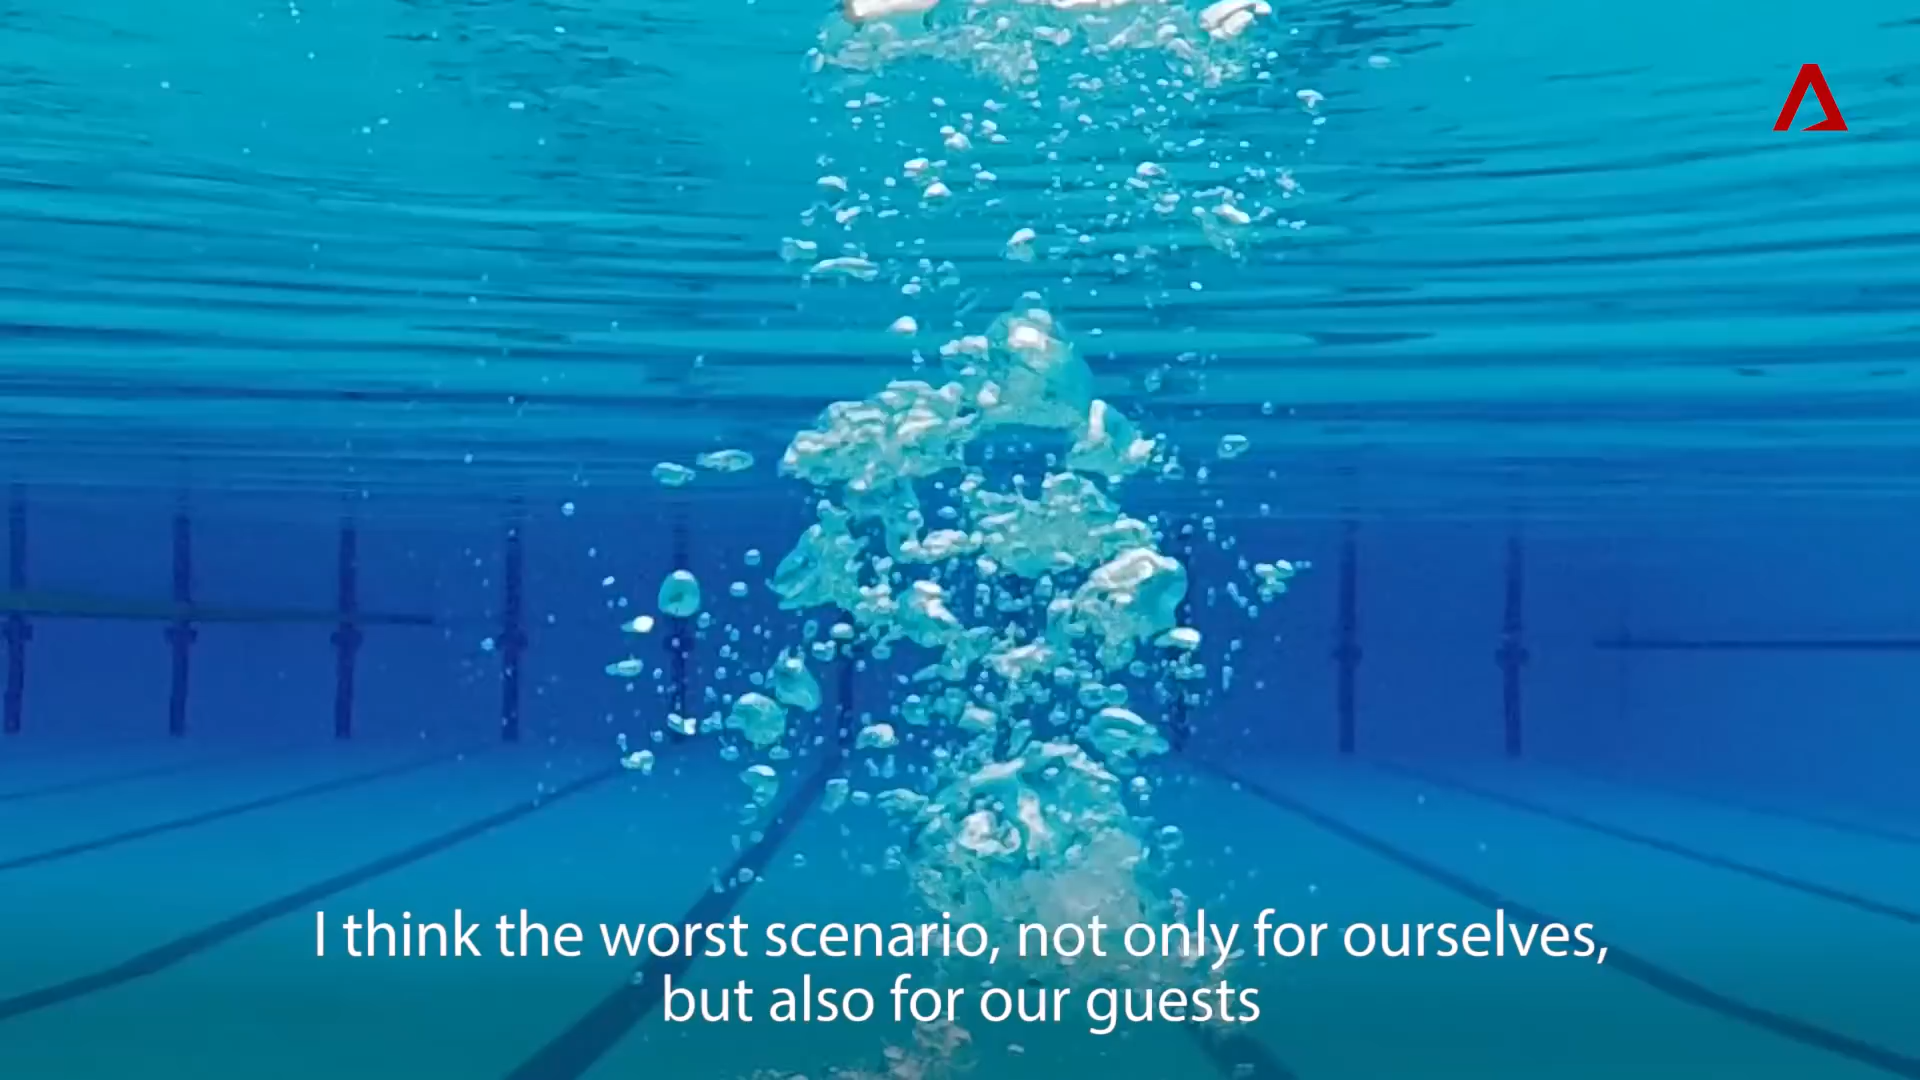 I think the worst scenario, not only for ourselves,
but also for our guests